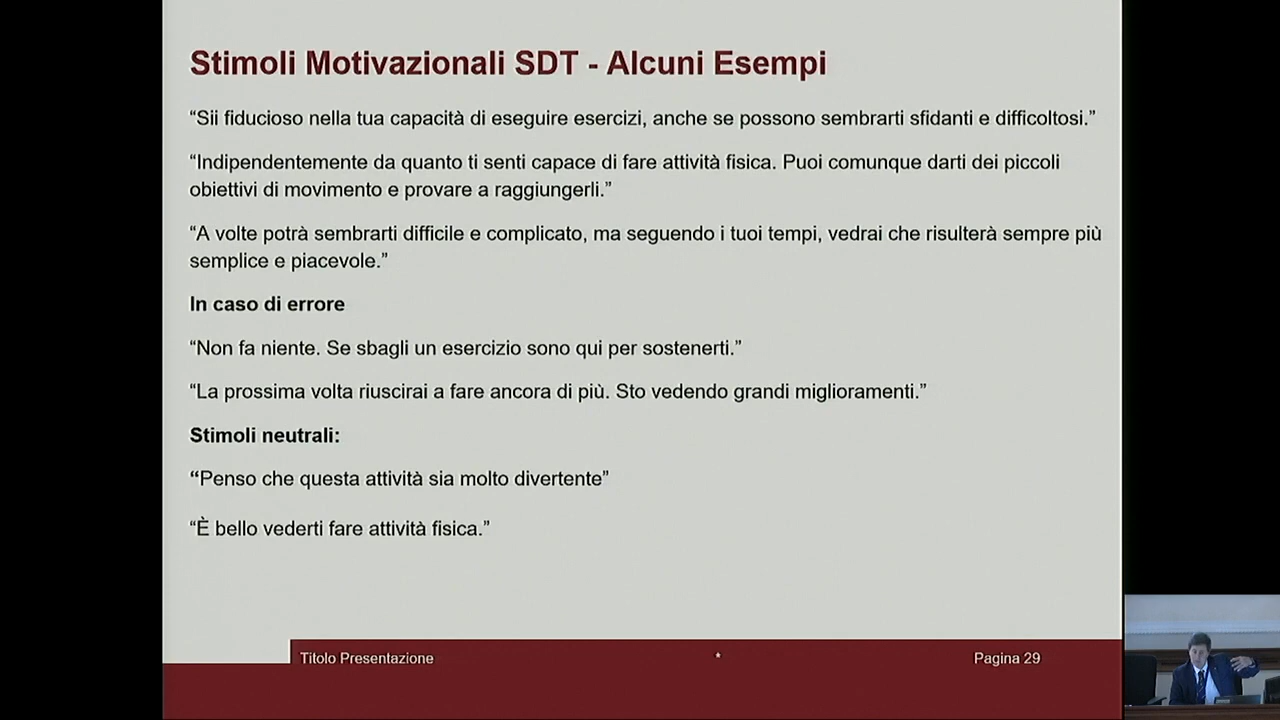 Stimoli Motivazionali SDT - Alcuni Esempi
“Sii fiducioso nella tua capacità di eseguire esercizi, anche se possono sembrarti sfidanti e difficoltosi.”
“Indipendentemente da quanto ti senti capace di fare attività fisica. Puoi comunque darti dei piccoli
obiettivi di movimento e provare a raggiungerli.”
“A volte potrà sembrarti difficile e complicato, ma seguendo i tuoi tempi, vedrai che risulterà sempre più
semplice e piacevole.”
In caso di errore
“Non fa niente. Se sbagli un esercizio sono qui per sostenerti.”
“La prossima volta riuscirai a fare ancora di più. Sto vedendo grandi miglioramenti.”
Stimoli neutrali:
“Penso che questa attività sia molto divertente”
“È bello vederti fare attività fisica.”
Titolo Presentazione * Pagina 29